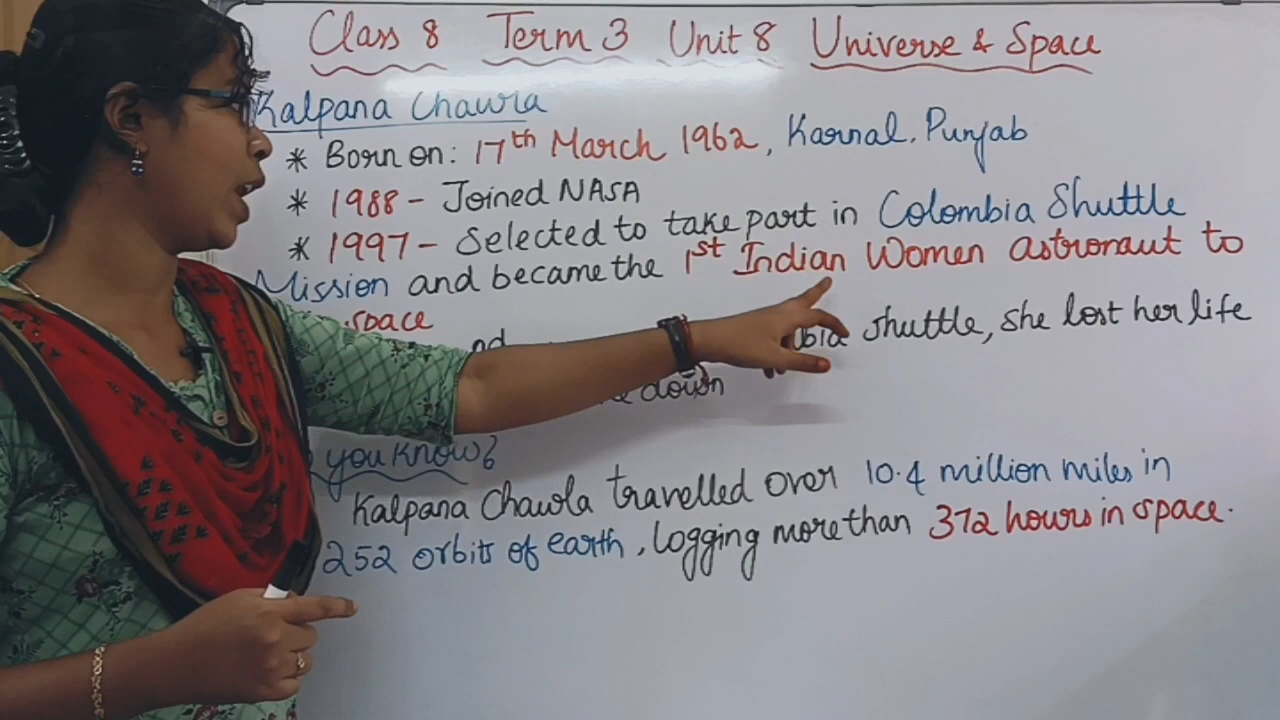 Class 8 Term 3 Unit 8 Universe & Space
Kalpana Chawla
* Born on: 17th March 1962, Karnal, Punjab
* 1988 - Joined NASA
* 1997 - Selected to take part in Colombia Shuttle
Mission and became the 1st Indian Women astronaut to
space
nd shuttle, she lost her life
down
you know?
Kalpana Chawla travelled over 10.4 million miles in
252 orbits of earth, logging more than 372 hours in space.